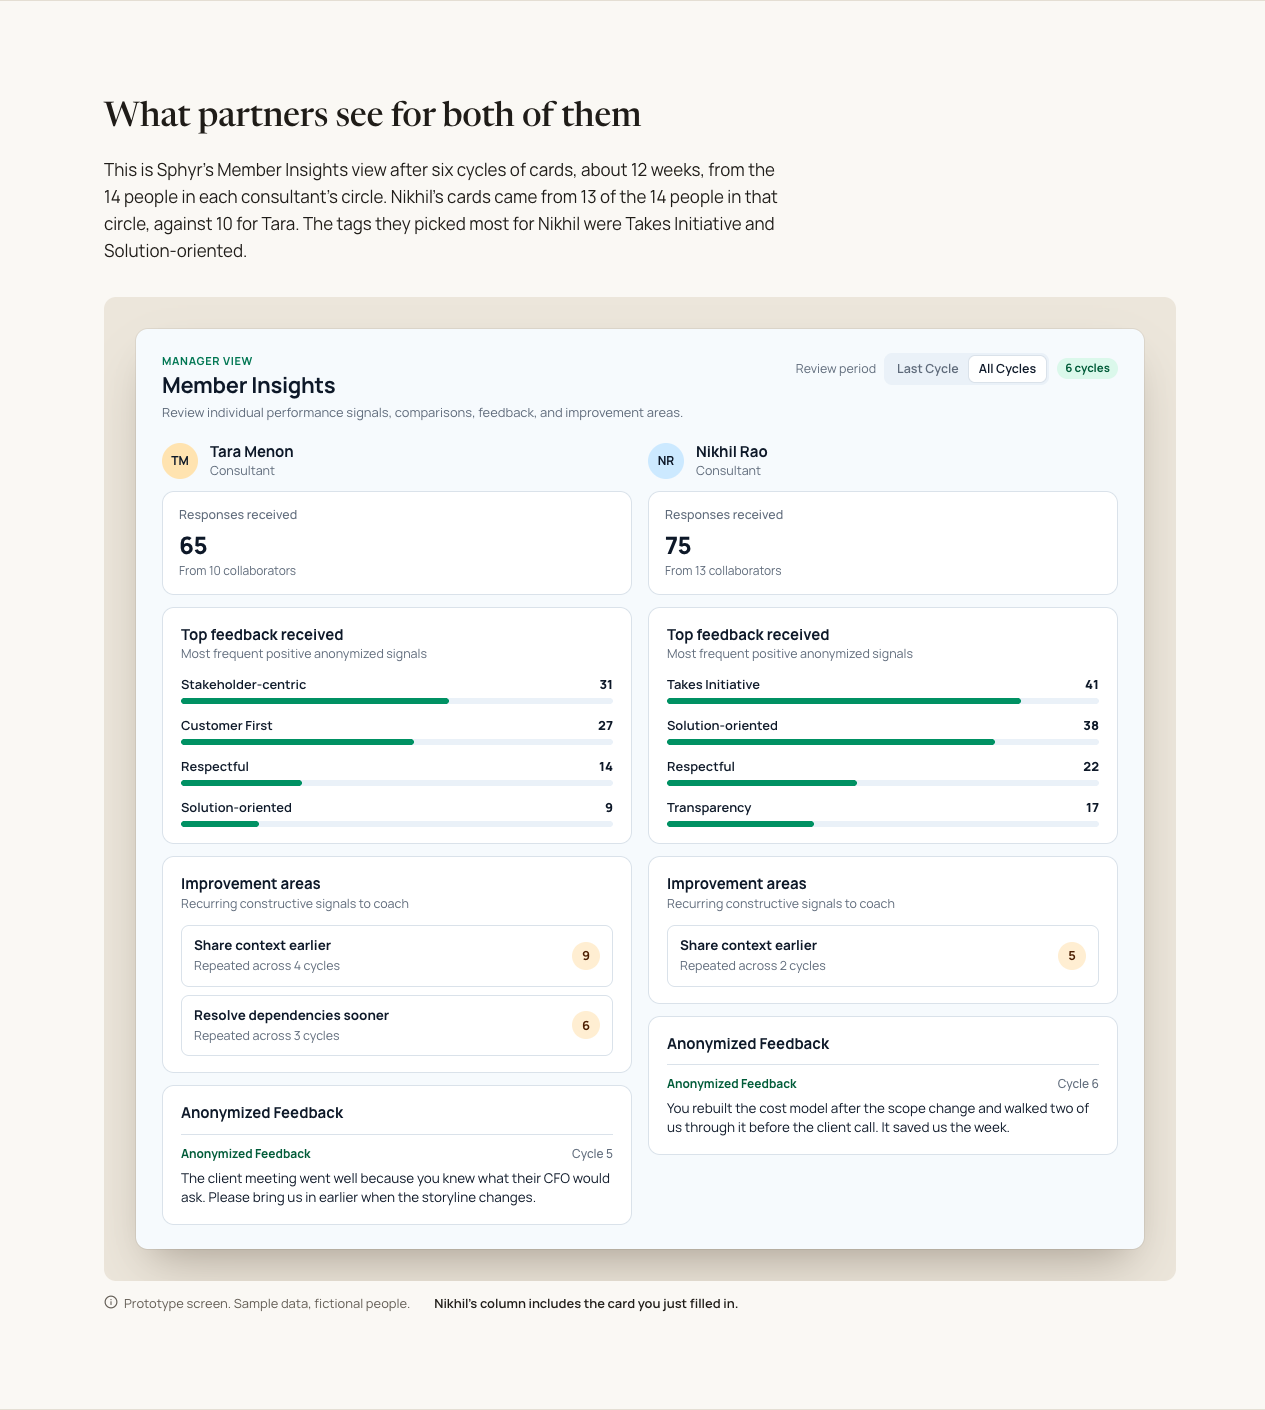 What partners see for both of them
This is Sphyr's Member Insights view after six cycles of cards, about 12 weeks, from the
14 people in each consultant's circle. Nikhil's cards came from 13 of the 14 people in that
circle, against 10 for Tara. The tags they picked most for Nikhil were Takes Initiative and
Solution-oriented.
MANAGER VIEW
Member Insights
Review individual performance signals, comparisons, feedback, and improvement areas.
Review period
Last Cycle
All Cycles
6 cycles
TM
Tara Menon
Consultant
Responses received
65
From 10 collaborators
Top feedback received
Most frequent positive anonymized signals
Stakeholder-centric 31
Customer First 27
Respectful 14
Solution-oriented 9
Improvement areas
Recurring constructive signals to coach
Share context earlier
Repeated across 4 cycles
9
Resolve dependencies sooner
Repeated across 3 cycles
6
Anonymized Feedback
Anonymized Feedback Cycle 5
The client meeting went well because you knew what their CFO would
ask. Please bring us in earlier when the storyline changes.
NR
Nikhil Rao
Consultant
Responses received
75
From 13 collaborators
Top feedback received
Most frequent positive anonymized signals
Takes Initiative 41
Solution-oriented 38
Respectful 22
Transparency 17
Improvement areas
Recurring constructive signals to coach
Share context earlier
Repeated across 2 cycles
5
Anonymized Feedback
Anonymized Feedback Cycle 6
You rebuilt the cost model after the scope change and walked two of
us through it before the client call. It saved us the week.
Prototype screen. Sample data, fictional people.
Nikhil's column includes the card you just filled in.